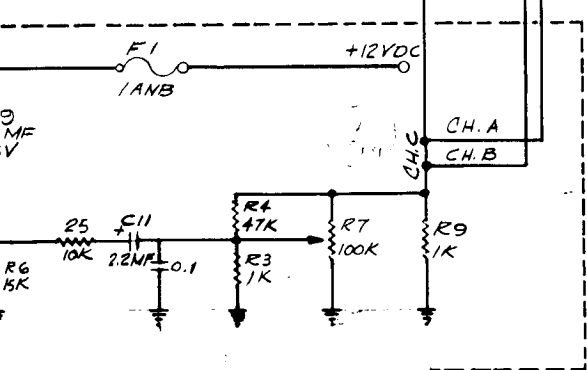 F1
+12VDC
1ANB
9
MF
V
CH.A
CH.C
CH.B
R4
47K
25
10K
+
C11
2.2MF
0.1
R3
1K
R7
100K
R9
1K
R6
15K